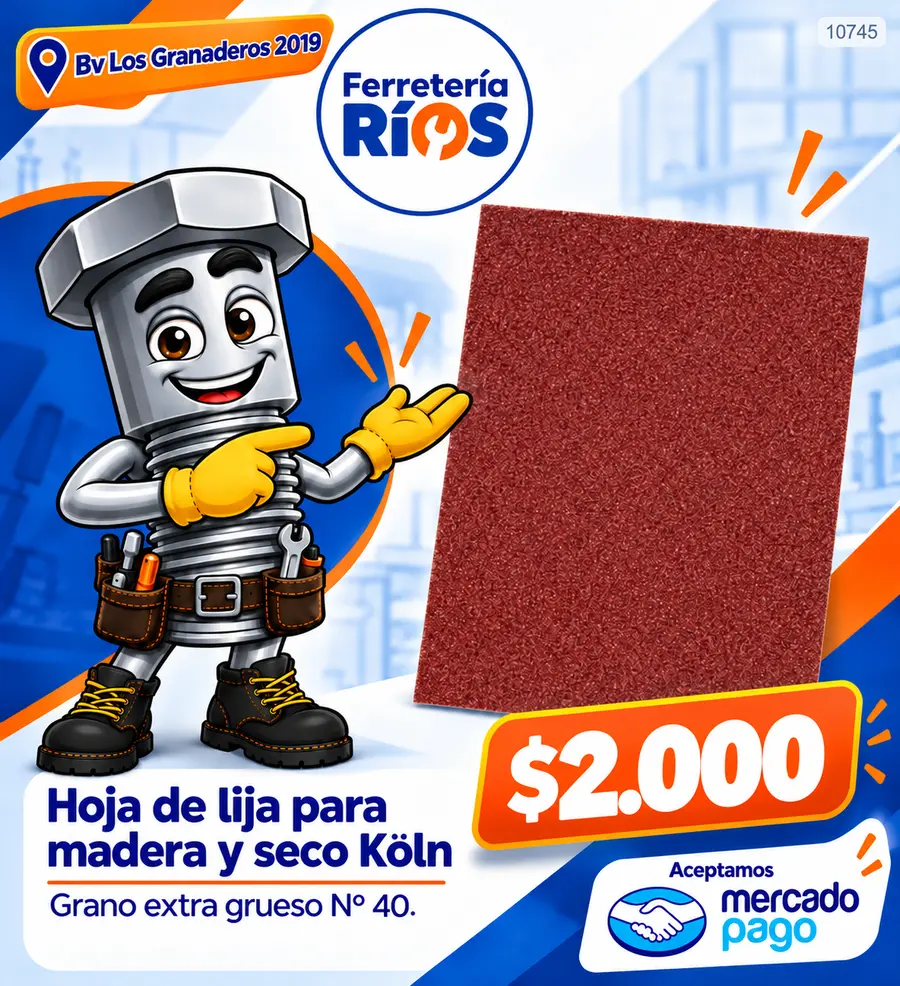 Bv Los Granaderos 2019
Ferretería
RÍOS
10745
$2.000
Hoja de lija para
madera y seco Köln
Grano extra grueso Nº 40.
Aceptamos
mercado
pago